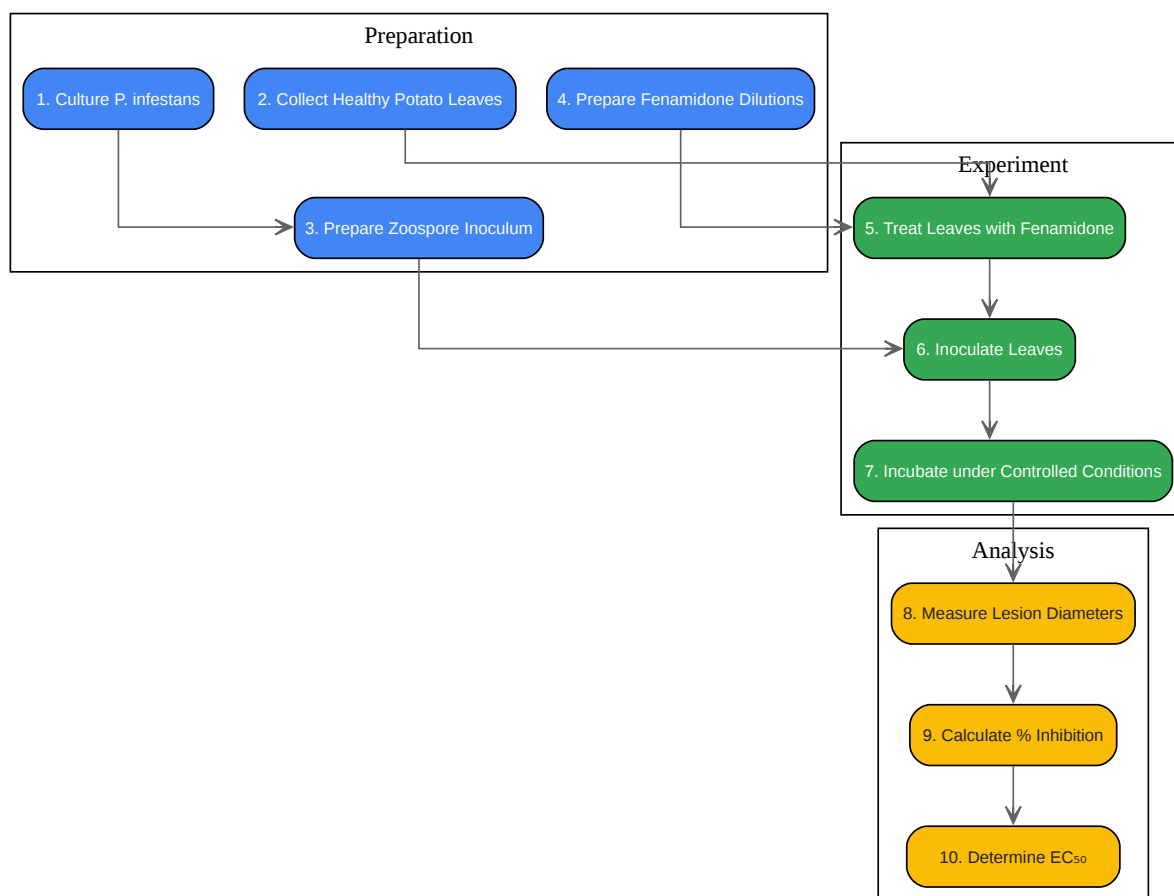 Preparation
1. Culture P. infestans
2. Collect Healthy Potato Leaves
4. Prepare Fenamidone Dilutions
3. Prepare Zoospore Inoculum
Experiment
5. Treat Leaves with Fenamidone
6. Inoculate Leaves
7. Incubate under Controlled Conditions
Analysis
8. Measure Lesion Diameters
9. Calculate % Inhibition
10. Determine EC₅₀